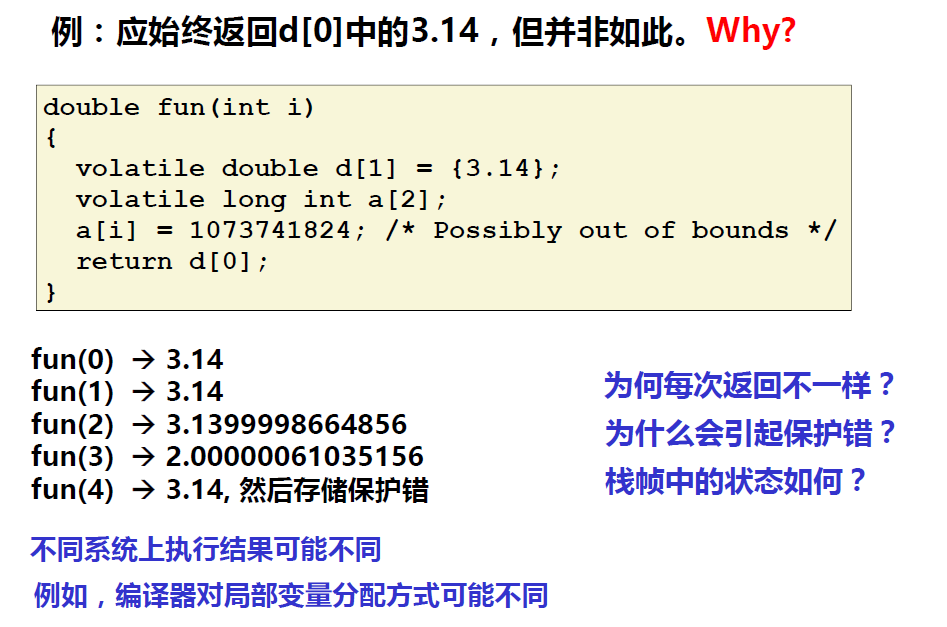 例：应始终返回d[0]中的3.14，但并非如此。Why?
double fun(int i)
{
  volatile double d[1] = {3.14};
  volatile long int a[2];
  a[i] = 1073741824; /* Possibly out of bounds */
  return d[0];
}
fun(0) → 3.14
fun(1) → 3.14
fun(2) → 3.1399998664856
fun(3) → 2.00000061035156
fun(4) → 3.14, 然后存储保护错
为何每次返回不一样？
为什么会引起保护错？
栈帧中的状态如何？
不同系统上执行结果可能不同
例如，编译器对局部变量分配方式可能不同